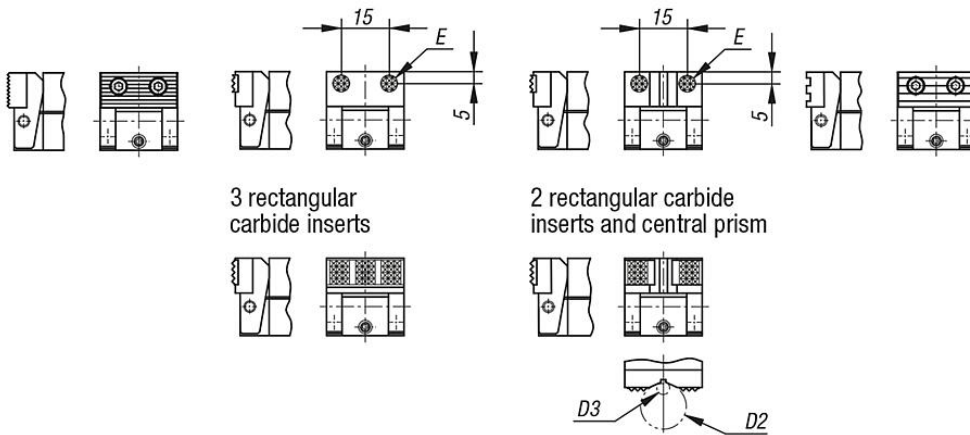 15
E
5
15
E
5
3 rectangular
carbide inserts
2 rectangular carbide
inserts and central prism
D3
D2